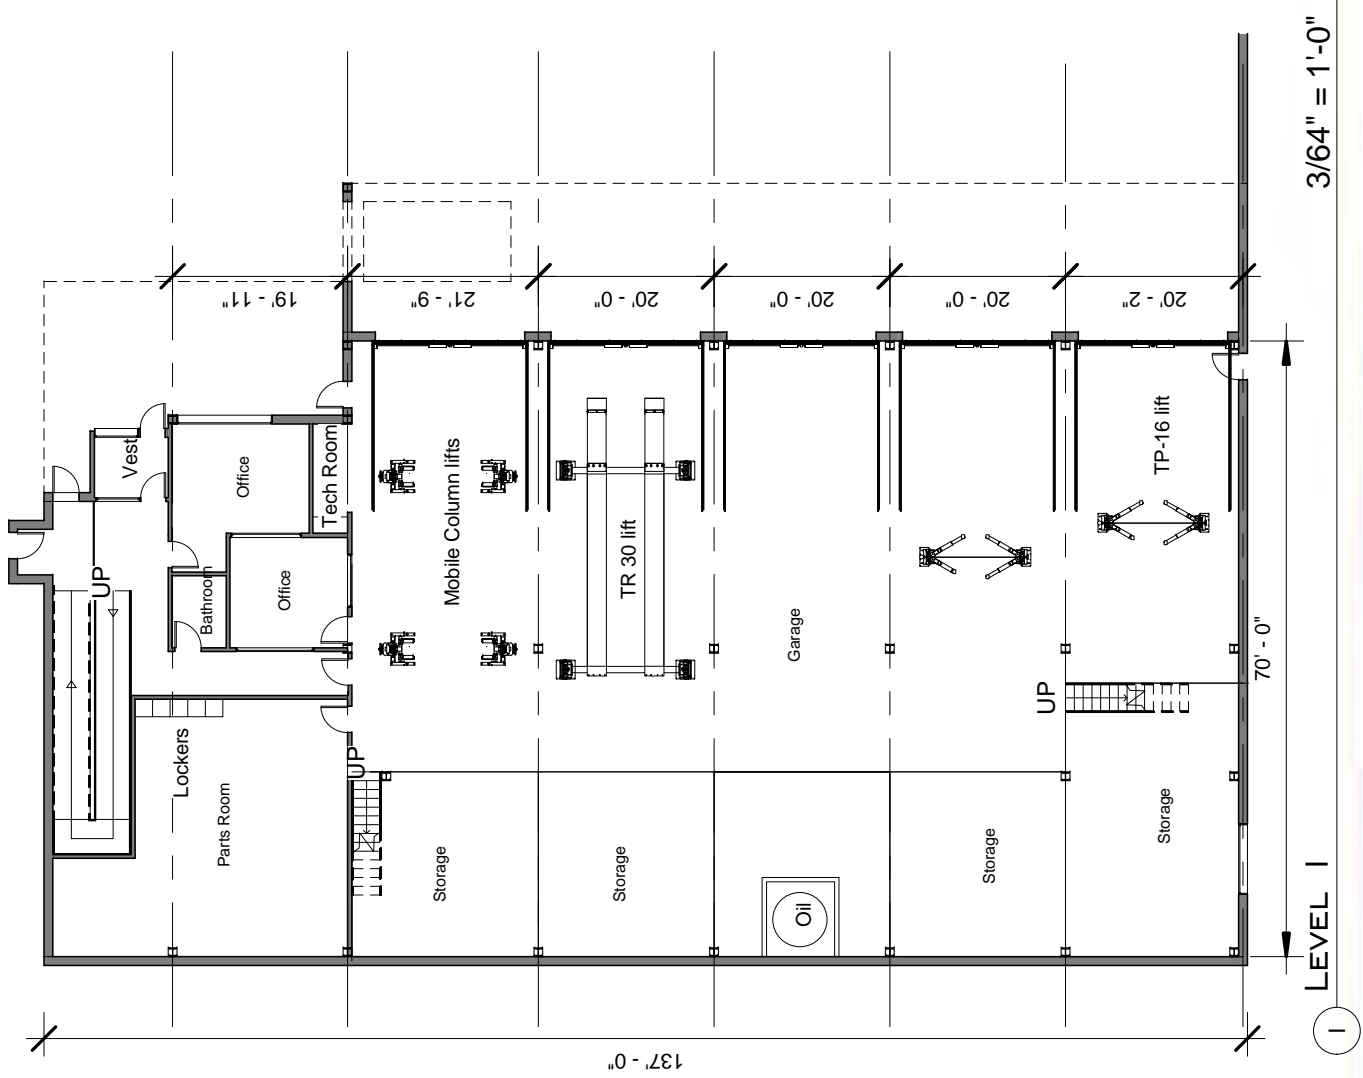 3/64" = 1'-0"
19' - 11"
21' - 9"
20' - 0"
20' - 0"
20' - 0"
20' - 2"
Vest
Office
Tech Room
Mobile Column lifts
TR 30 lift
TP-16 lift
UP
Bathroom
Office
Garage
70' - 0"
UP
Lockers
UP
Parts Room
Storage
Storage
Oil
Storage
Storage
LEVEL 1
1
137' - 0"